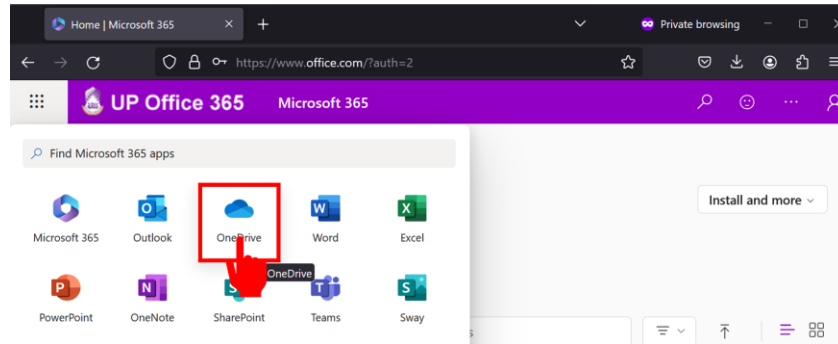 Home | Microsoft 365
Private browsing
https://www.office.com/?auth=2
UP Office 365 Microsoft 365
Find Microsoft 365 apps
Install and more
Microsoft 365 Outlook OneDrive Word Excel
OneDrive
PowerPoint OneNote SharePoint Teams Sway